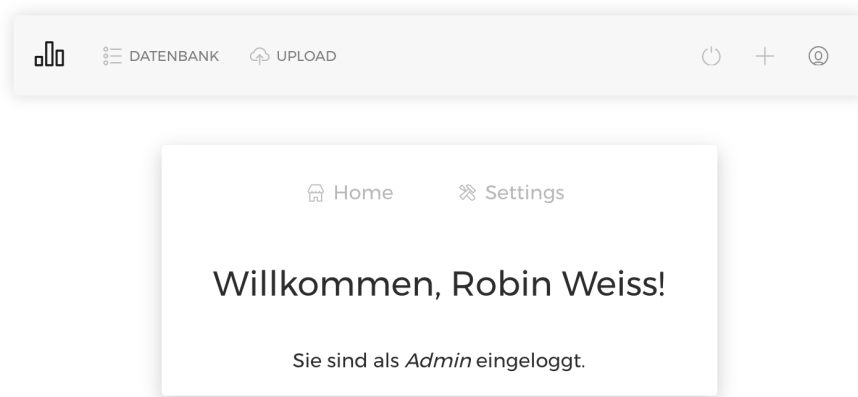 DATENBANK UPLOAD
Home Settings
Willkommen, Robin Weiss!
Sie sind als Admin eingeloggt.